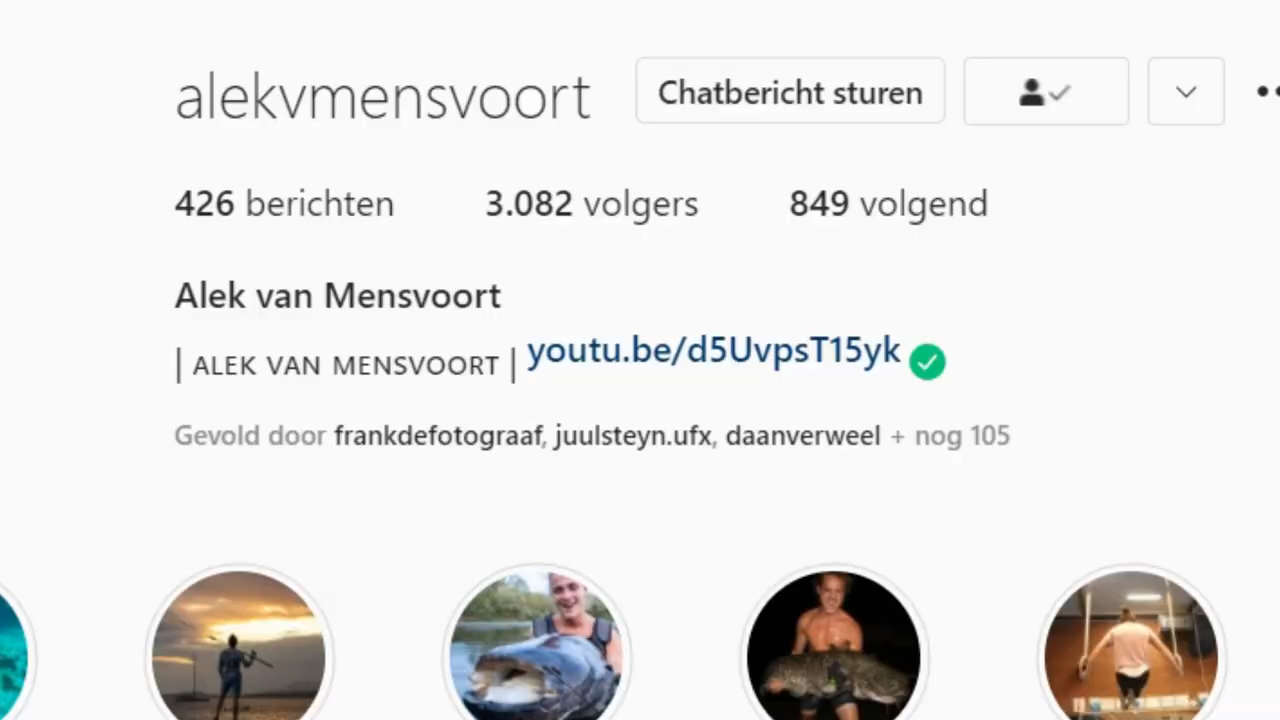 alekvmensvoort Chatbericht sturen
426 berichten 3.082 volgers 849 volgend
Alek van Mensvoort
| ALEK VAN MENSVOORT | youtu.be/d5UvpsT15yk
Gevold door frankdefotograaf, juulsteyn.ufx, daanverweel + nog 105